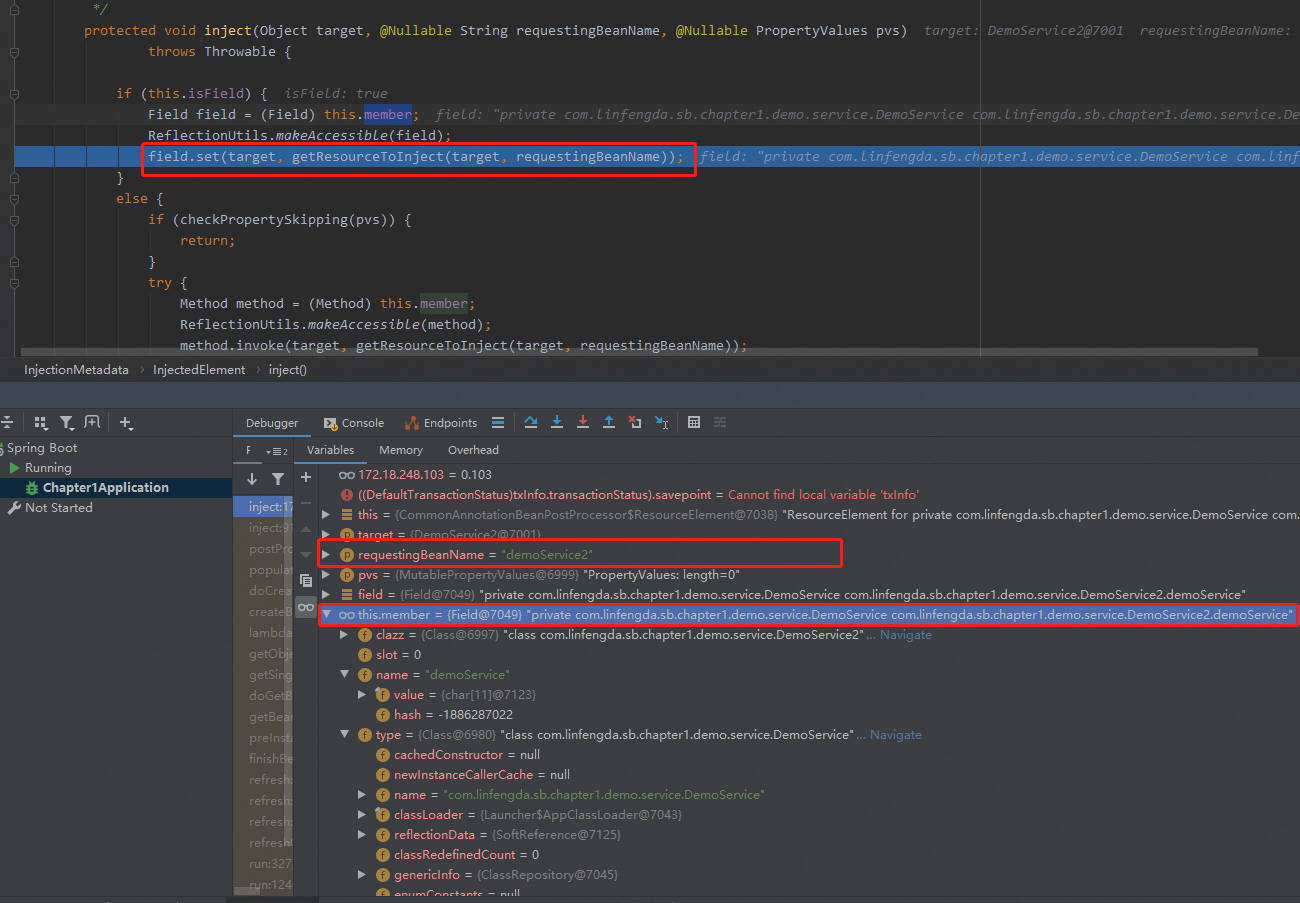 */
protected void inject(Object target, @Nullable String requestingBeanName, @Nullable PropertyValues pvs)  target: DemoService2@7001  requestingBeanName:
throws Throwable {
if (this.isField) {  isField: true
Field field = (Field) this.member;  field: "private com.linfengda.sb.chapter1.demo.service.DemoService com.linfengda.sb.chapter1.demo.service.De
ReflectionUtils.makeAccessible(field);
field.set(target, getResourceToInject(target, requestingBeanName));  field: "private com.linfengda.sb.chapter1.demo.service.DemoService com.linf
}
else {
if (checkPropertySkipping(pvs)) {
return;
}
try {
Method method = (Method) this.member;
ReflectionUtils.makeAccessible(method);
method.invoke(target, getResourceToInject(target, requestingBeanName));
InjectionMetadata › InjectedElement › inject()
Debugger Console Endpoints
Spring Boot
Running
Chapter1Application
Not Started
F 2 Variables Memory Overhead
inject:17
inject:91
postPro
popula
doCrea
createB
lambda
getObje
getSing
doGetB
getBean
preInsta
finishBe
refresh:
refresh:
refresh:
refresh
run:327
run:124
172.18.248.103 = 0.103
((DefaultTransactionStatus)txInfo.transactionStatus).savepoint = Cannot find local variable 'txInfo'
this = {CommonAnnotationBeanPostProcessor$ResourceElement@7038} "ResourceElement for private com.linfengda.sb.chapter1.demo.service.DemoService com.
target = {DemoService2@7001}
requestingBeanName = "demoService2"
pvs = {MutablePropertyValues@6999} "PropertyValues: length=0"
field = {Field@7049} "private com.linfengda.sb.chapter1.demo.service.DemoService com.linfengda.sb.chapter1.demo.service.DemoService2.demoService"
this.member = {Field@7049} "private com.linfengda.sb.chapter1.demo.service.DemoService com.linfengda.sb.chapter1.demo.service.DemoService2.demoService"
clazz = {Class@6997} "class com.linfengda.sb.chapter1.demo.service.DemoService2"... Navigate
slot = 0
name = "demoService"
value = {char[11]@7123}
hash = -1886287022
type = {Class@6980} "class com.linfengda.sb.chapter1.demo.service.DemoService"... Navigate
cachedConstructor = null
newInstanceCallerCache = null
name = "com.linfengda.sb.chapter1.demo.service.DemoService"
classLoader = {Launcher$AppClassLoader@7043}
reflectionData = {SoftReference@7125}
classRedefinedCount = 0
genericInfo = {ClassRepository@7045}
enumConstants = null